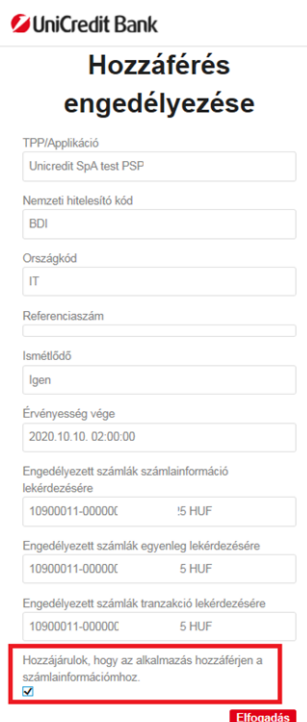 UniCredit Bank
Hozzáférés
engedélyezése
TPP/Applikáció
Unicredit SpA test PSP
Nemzeti hitelesító kód
BDI
Országkód
IT
Referenciaszám
Ismétlődő
Igen
Érvényesség vége
2020.10.10. 02:00:00
Engedélyezett számlák számlainformáció
lekérdezésére
10900011-00000 5 HUF
Engedélyezett számlák egyenleg lekérdezésére
10900011-00000 5 HUF
Engedélyezett számlák tranzakció lekérdezésére
10900011-00000 5 HUF
Hozzájárulok, hogy az alkalmazás hozzáférjen a
számlainformációmhoz.
Elfogadás